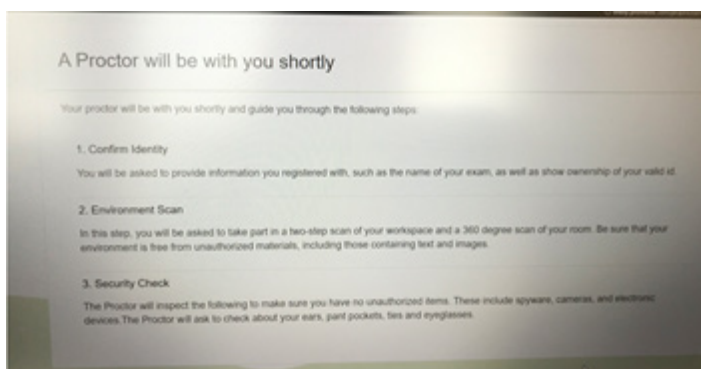 A Proctor will be with you shortly
Your proctor will be with you shortly and guide you through the following steps:
1. Confirm Identity
You will be asked to provide information you registered with, such as the name of your exam, as well as show ownership of your valid id.
2. Environment Scan
In this step, you will be asked to take part in a two-step scan of your workspace and a 360 degree scan of your room. Be sure that your
environment is free from unauthorized materials, including those containing text and images.
3. Security Check
The Proctor will inspect the following to make sure you have no unauthorized items. These include spyware, cameras, and electronic
devices.The Proctor will ask to check about your ears, pant pockets, ties and eyeglasses.